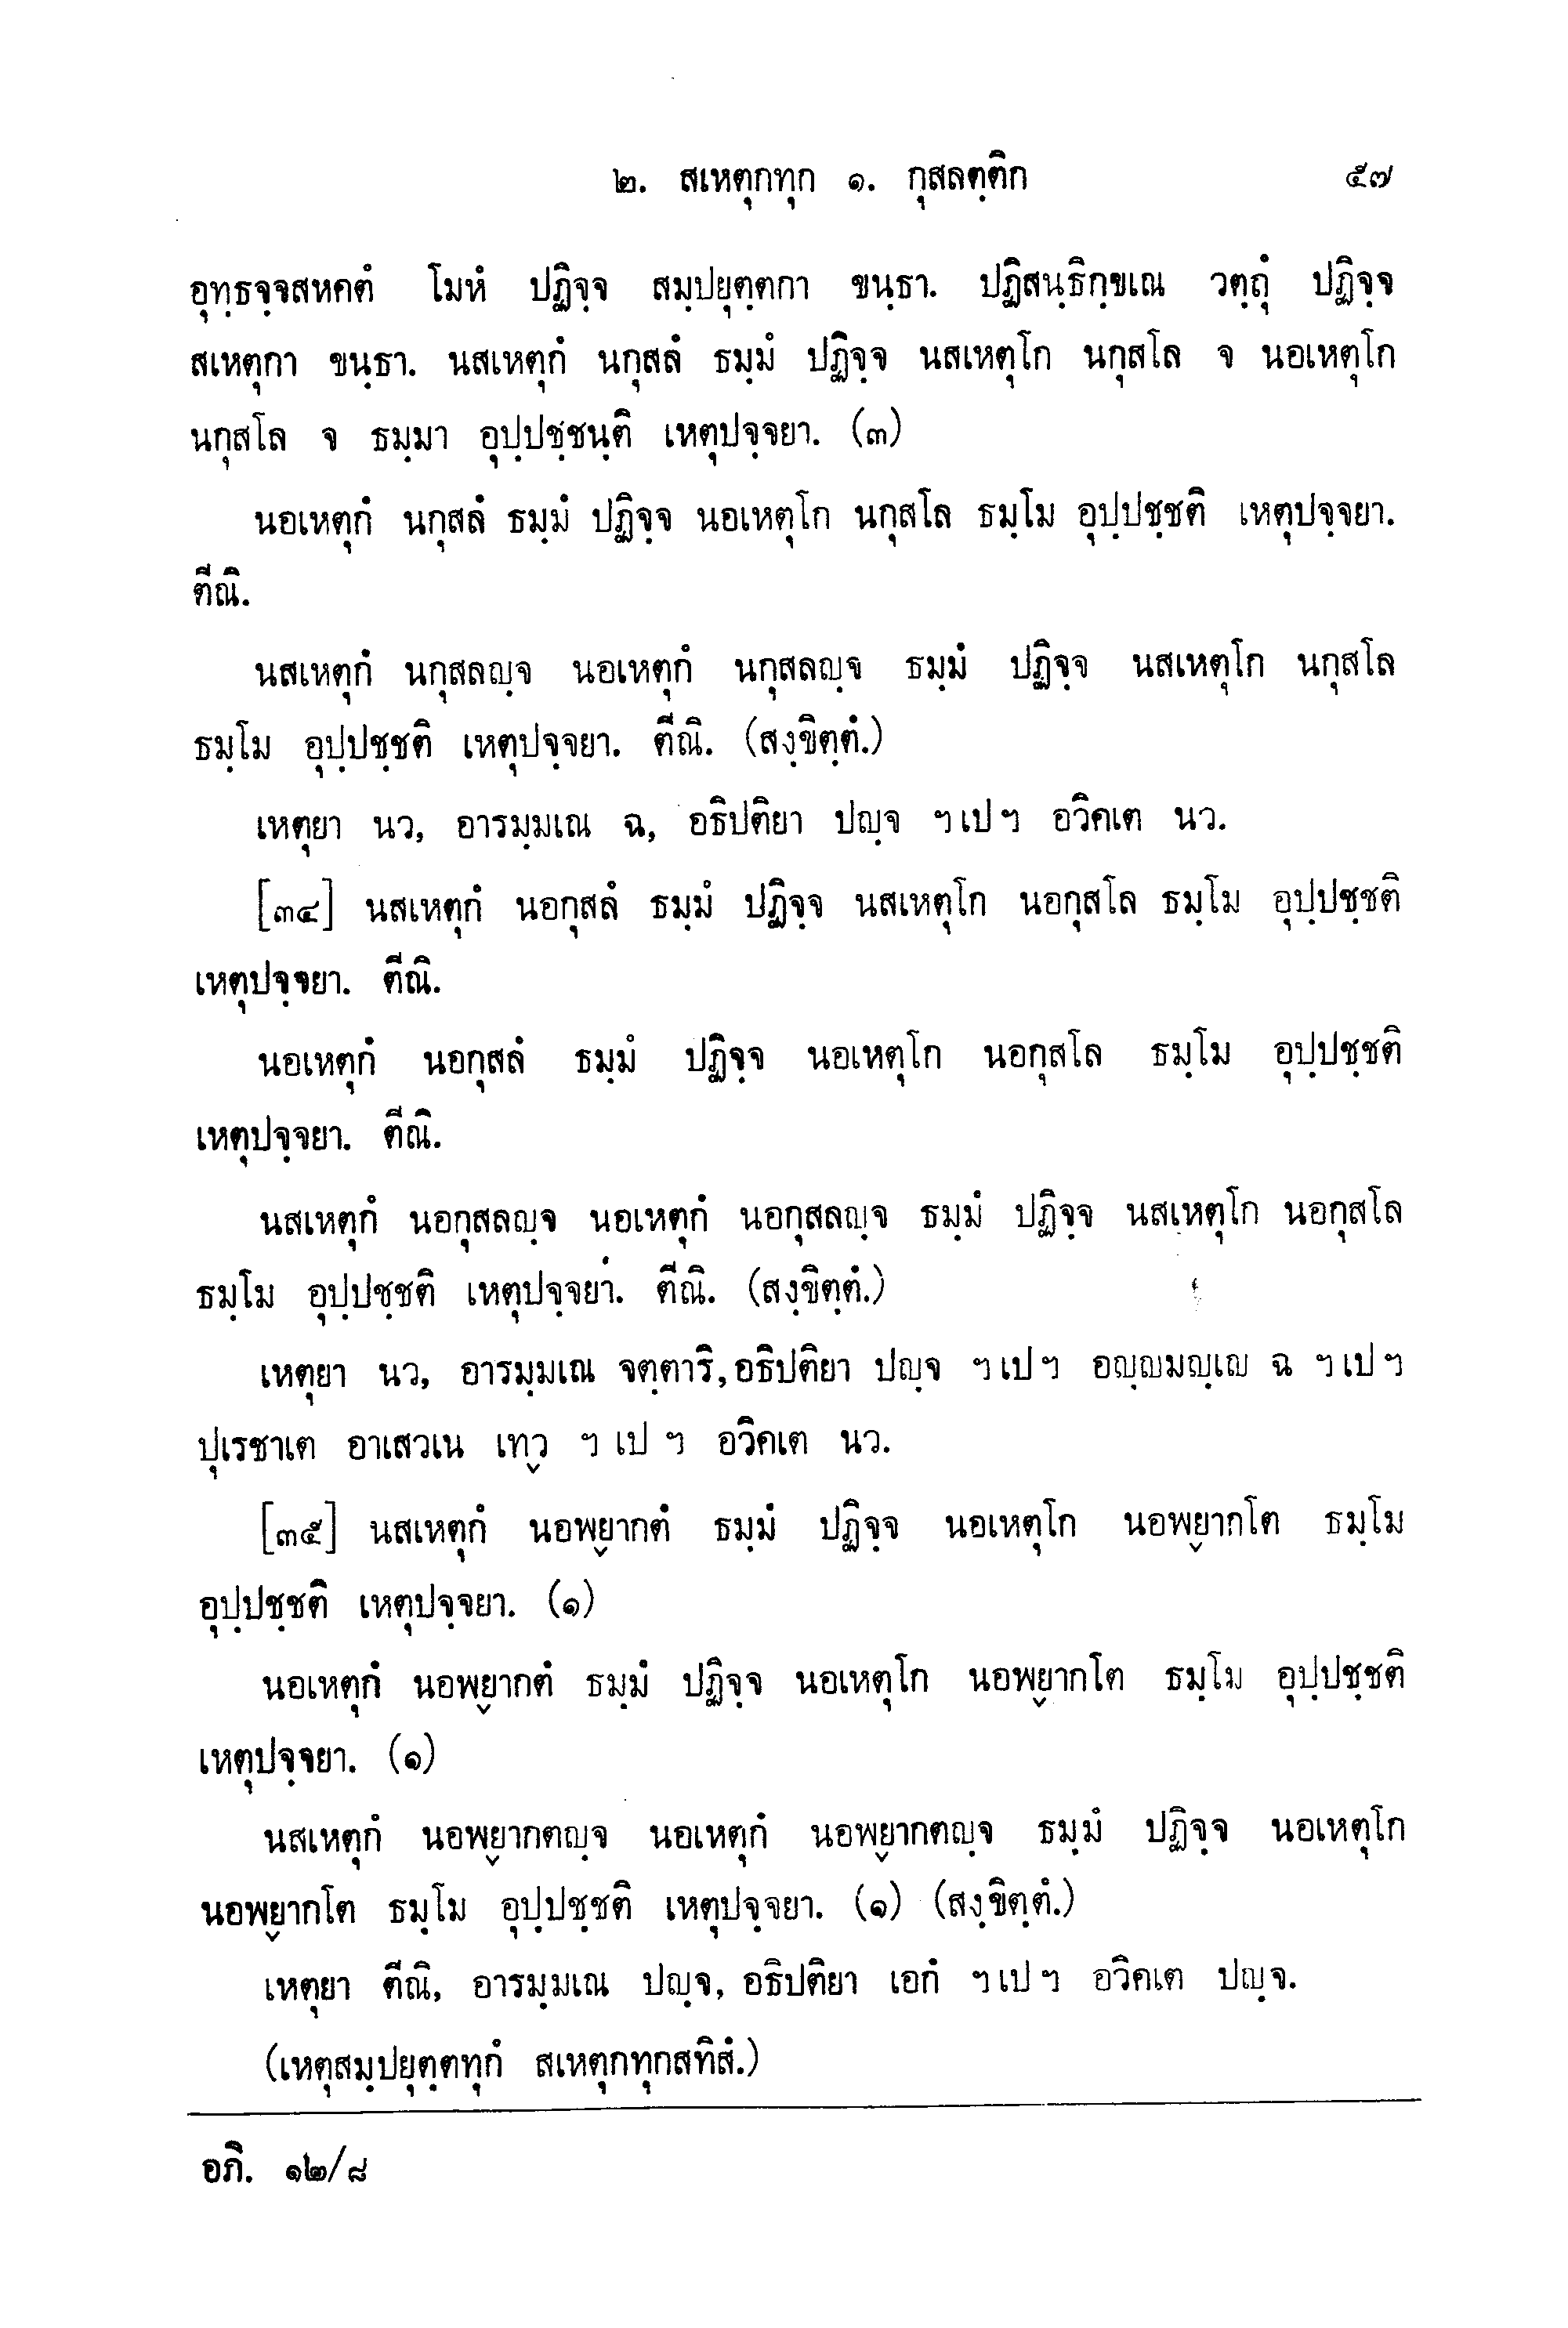 ๒. สเหตุกทุก ๑. กุสลตฺติก ๕๗
อุทฺธจฺจสหคตํ โมหํ ปฏิจฺจ สมฺปยุตฺตกา ขนฺธา. ปฏิสนฺธิกฺขเณ วตฺถุํ ปฏิจฺจ
สเหตุกา ขนฺธา. นสเหตุกํ นกุสลํ ธมฺมํ ปฏิจฺจ นสเหตุโก นกุสโล จ นอเหตุโก
นกุสโล จ ธมฺมา อุปฺปชฺชนฺติ เหตุปจฺจยา. (๓)
นอเหตุกํ นกุสลํ ธมฺมํ ปฏิจฺจ นอเหตุโก นกุสโล ธมฺโม อุปฺปชฺชติ เหตุปจฺจยา.
ตีณิ.
นสเหตุกํ นกุสลญฺจ นอเหตุกํ นกุสลญฺจ ธมฺมํ ปฏิจฺจ นสเหตุโก นกุสโล
ธมฺโม อุปฺปชฺชติ เหตุปจฺจยา. ตีณิ. (สงฺขิตฺตํ.)
เหตุยา นว, อารมฺมเณ ฉ, อธิปติยา ปญฺจ ฯ เป ฯ อวิคเต นว.
[๓๔] นสเหตุกํ นอกุสลํ ธมฺมํ ปฏิจฺจ นสเหตุโก นอกุสโล ธมฺโม อุปฺปชฺชติ
เหตุปจฺจยา. ตีณิ.
นอเหตุกํ นอกุสลํ ธมฺมํ ปฏิจฺจ นอเหตุโก นอกุสโล ธมฺโม อุปฺปชฺชติ
เหตุปจฺจยา. ตีณิ.
นสเหตุกํ นอกุสลญฺจ นอเหตุกํ นอกุสลญฺจ ธมฺมํ ปฏิจฺจ นสเหตุโก นอกุสโล
ธมฺโม อุปฺปชฺชติ เหตุปจฺจยา. ตีณิ. (สงฺขิตฺตํ.)
เหตุยา นว, อารมฺมเณ จตฺตาริ, อธิปติยา ปญฺจ ฯ เป ฯ อญฺญมญฺเญ ฉ ฯ เป ฯ
ปุเรชาเต อาเสวเน เทฺว ฯ เป ฯ อวิคเต นว.
[๓๕] นสเหตุกํ นอพฺยากตํ ธมฺมํ ปฏิจฺจ นอเหตุโก นอพฺยากโต ธมฺโม
อุปฺปชฺชติ เหตุปจฺจยา. (๑)
นอเหตุกํ นอพฺยากตํ ธมฺมํ ปฏิจฺจ นอเหตุโก นอพฺยากโต ธมฺโม อุปฺปชฺชติ
เหตุปจฺจยา. (๑)
นสเหตุกํ นอพฺยากตญฺจ นอเหตุกํ นอพฺยากตญฺจ ธมฺมํ ปฏิจฺจ นอเหตุโก
นอพฺยากโต ธมฺโม อุปฺปชฺชติ เหตุปจฺจยา. (๑) (สงฺขิตฺตํ.)
เหตุยา ตีณิ, อารมฺมเณ ปญฺจ, อธิปติยา เอกํ ฯ เป ฯ อวิคเต ปญฺจ.
(เหตุสมฺปยุตฺตทุกํ สเหตุกทุกสทิสํ.)
อภิ. ๑๒/๘